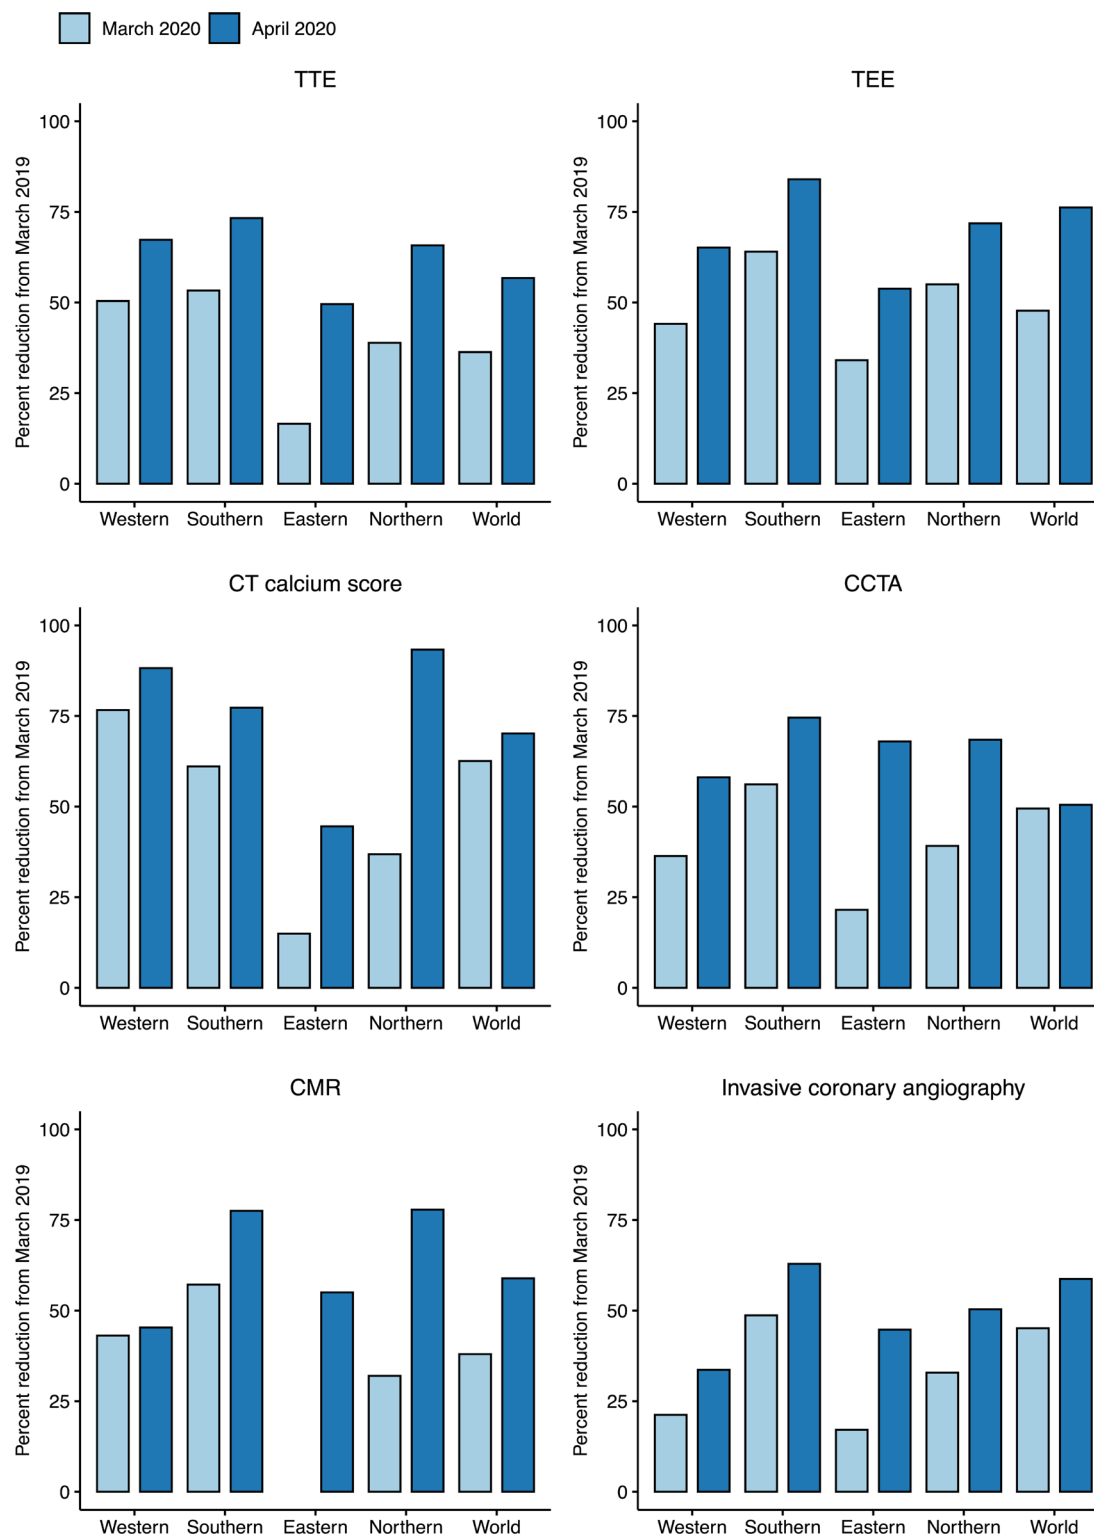 March 2020 April 2020
TTE
Percent reduction from March 2019
100
75
50
25
0
Western Southern Eastern Northern World
TEE
Percent reduction from March 2019
100
75
50
25
0
Western Southern Eastern Northern World
CT calcium score
Percent reduction from March 2019
100
75
50
25
0
Western Southern Eastern Northern World
CCTA
Percent reduction from March 2019
100
75
50
25
0
Western Southern Eastern Northern World
CMR
Percent reduction from March 2019
100
75
50
25
0
Western Southern Eastern Northern World
Invasive coronary angiography
Percent reduction from March 2019
100
75
50
25
0
Western Southern Eastern Northern World